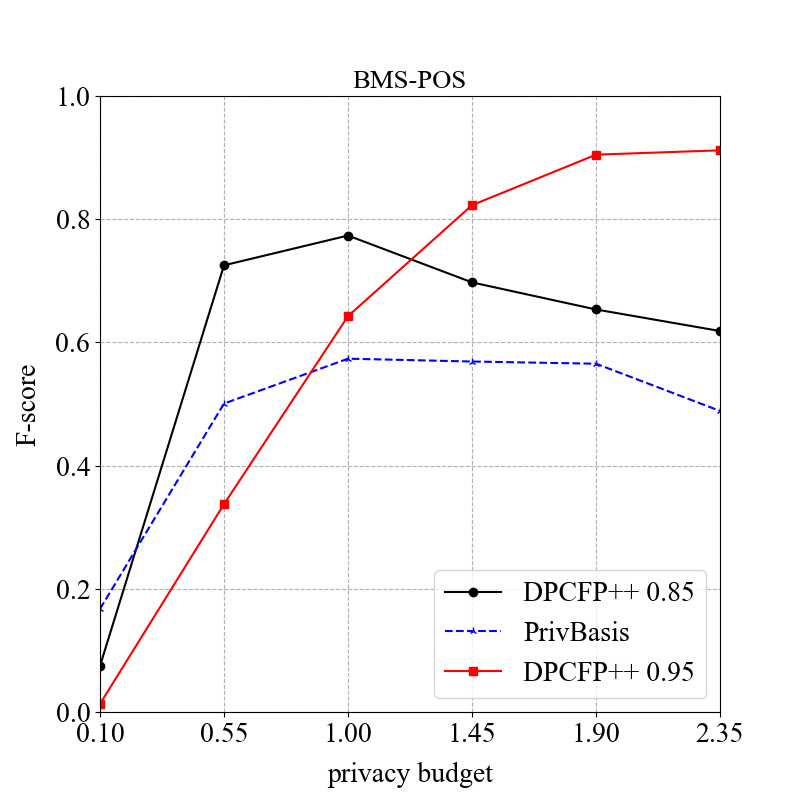 BMS-POS
1.0
0.8
0.6
0.4
0.2
0.0
F-score
DPCFP++ 0.85
PrivBasis
DPCFP++ 0.95
0.10 0.55 1.00 1.45 1.90 2.35
privacy budget